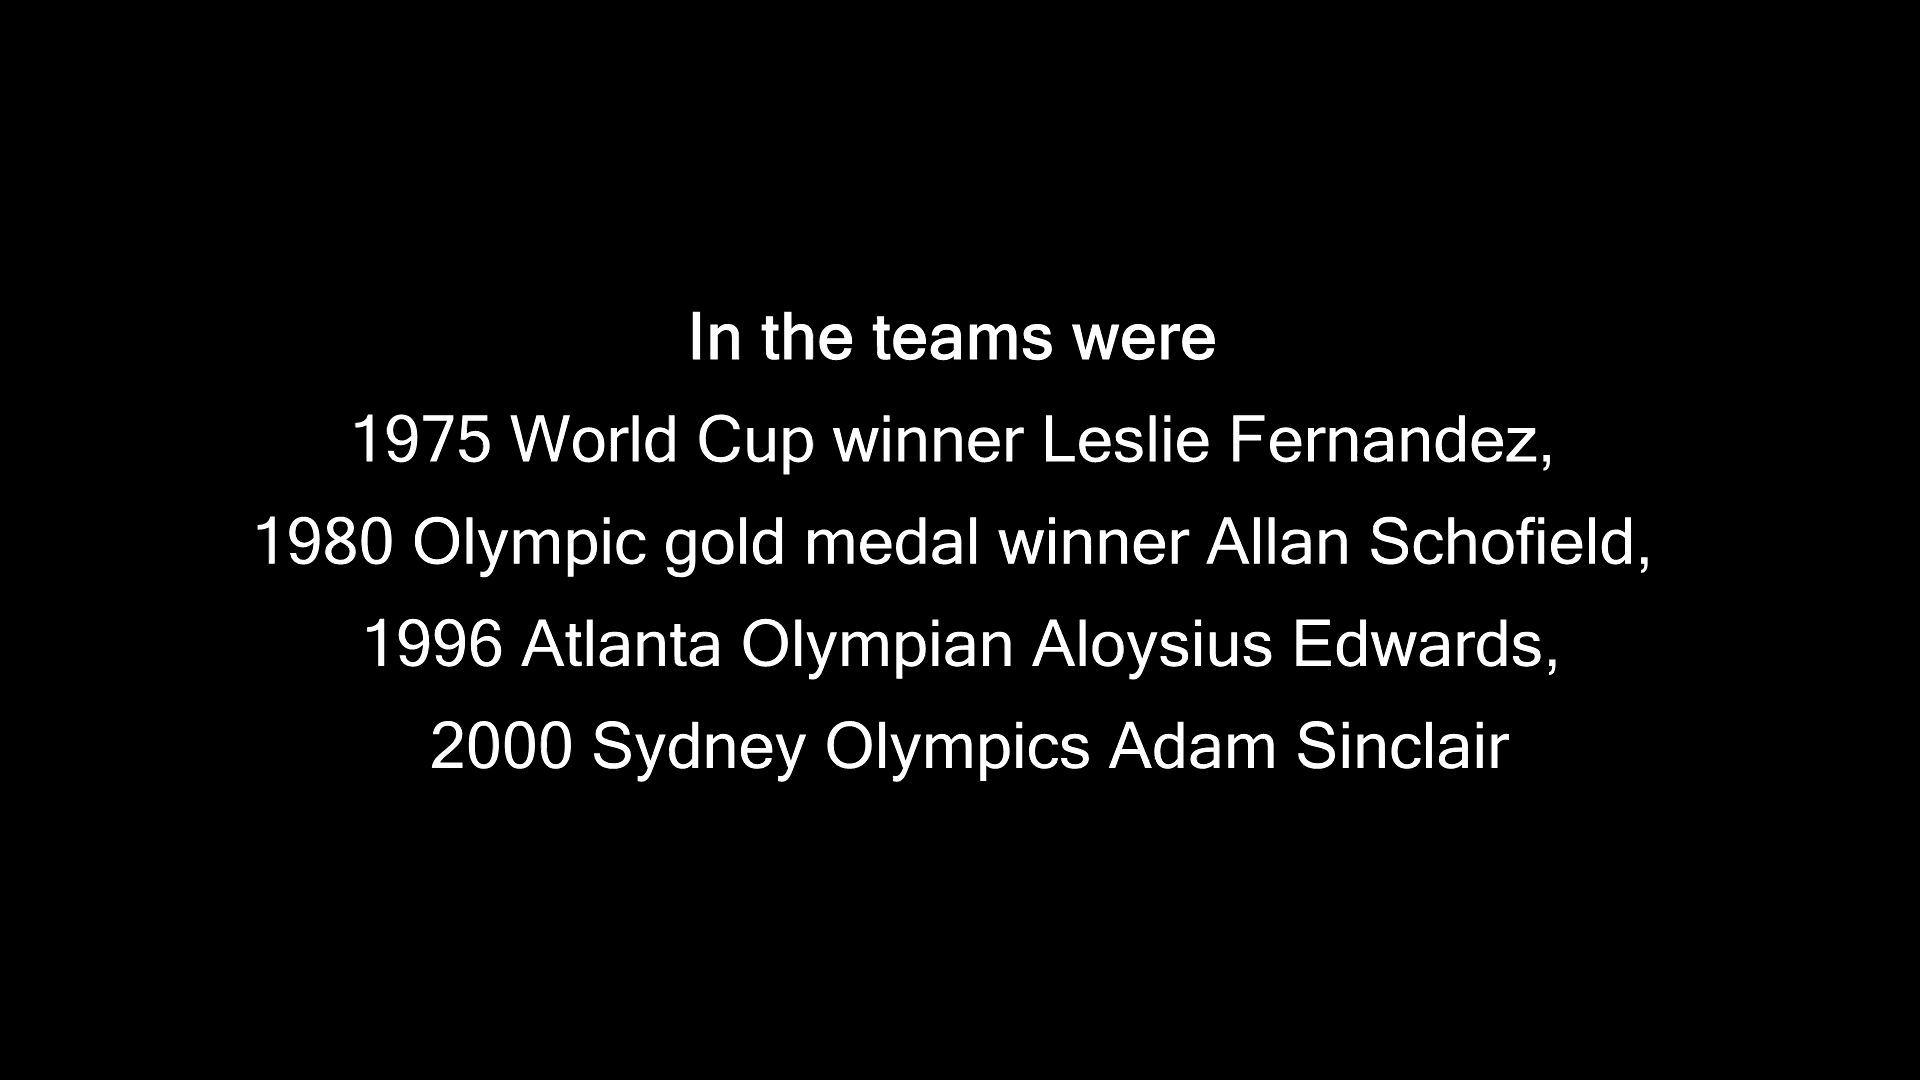 In the teams were
1975 World Cup winner Leslie Fernandez,
1980 Olympic gold medal winner Allan Schofield,
1996 Atlanta Olympian Aloysius Edwards,
2000 Sydney Olympics Adam Sinclair